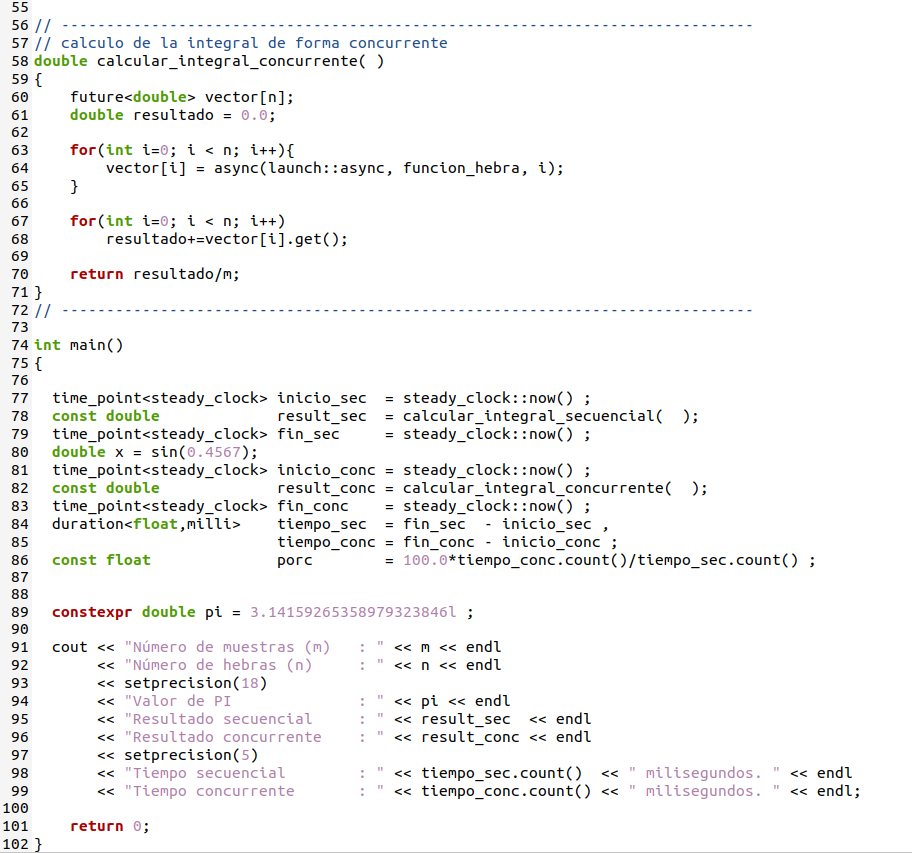 55
56 // -----------------------------------------------------------------------------
57 // calculo de la integral de forma concurrente
58 double calcular_integral_concurrente( )
59 {
60     future<double> vector[n];
61     double resultado = 0.0;
62
63     for(int i=0; i < n; i++){
64         vector[i] = async(launch::async, funcion_hebra, i);
65     }
66
67     for(int i=0; i < n; i++)
68         resultado+=vector[i].get();
69
70     return resultado/m;
71 }
72 // -----------------------------------------------------------------------------
73
74 int main()
75 {
76
77   time_point<steady_clock> inicio_sec  = steady_clock::now() ;
78   const double             result_sec  = calcular_integral_secuencial(  );
79   time_point<steady_clock> fin_sec     = steady_clock::now() ;
80   double x = sin(0.4567);
81   time_point<steady_clock> inicio_conc = steady_clock::now() ;
82   const double             result_conc = calcular_integral_concurrente(  );
83   time_point<steady_clock> fin_conc    = steady_clock::now() ;
84   duration<float,milli>    tiempo_sec  = fin_sec  - inicio_sec ,
85                            tiempo_conc = fin_conc - inicio_conc ;
86   const float              porc        = 100.0*tiempo_conc.count()/tiempo_sec.count() ;
87
88
89   constexpr double pi = 3.14159265358979323846l ;
90
91   cout << "Número de muestras (m)   : " << m << endl
92        << "Número de hebras (n)     : " << n << endl
93        << setprecision(18)
94        << "Valor de PI              : " << pi << endl
95        << "Resultado secuencial     : " << result_sec  << endl
96        << "Resultado concurrente    : " << result_conc << endl
97        << setprecision(5)
98        << "Tiempo secuencial        : " << tiempo_sec.count()  << " milisegundos. " << endl
99        << "Tiempo concurrente       : " << tiempo_conc.count() << " milisegundos. " << endl;
100
101     return 0;
102 }